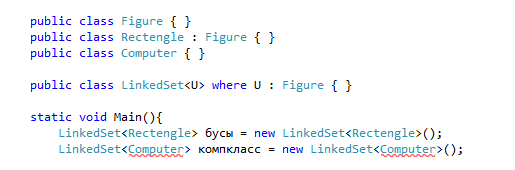 public class Figure { }
public class Rectengle : Figure { }
public class Computer { }
public class LinkedSet<U> where U : Figure { }
static void Main(){
LinkedSet<Rectengle> бусы = new LinkedSet<Rectengle>();
LinkedSet<Computer> компкласс = new LinkedSet<Computer>();